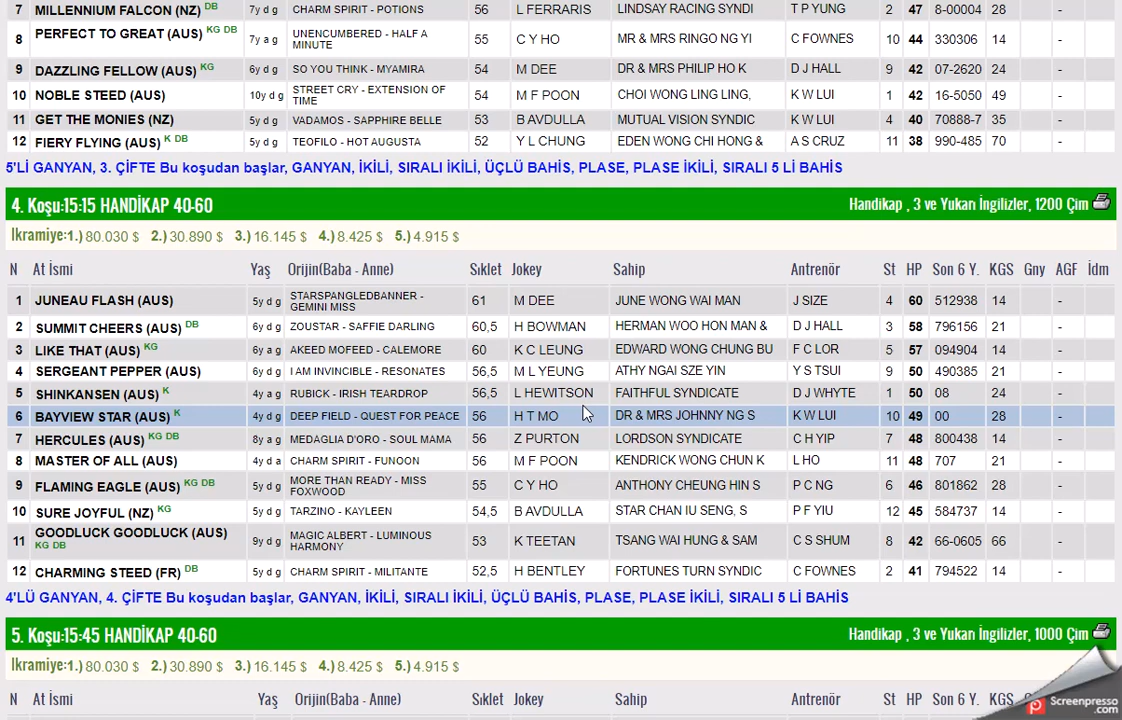 7 MILLENNIUM FALCON (NZ) DB 7y d g CHARM SPIRIT - POTIONS 56 L FERRARIS LINDSAY RACING SYNDI T P YUNG 2 47 8-00004 28 -
8 PERFECT TO GREAT (AUS) KG DB 7y a g UNENCUMBERED - HALF A MINUTE 55 C Y HO MR & MRS RINGO NG YI C FOWNES 10 44 330306 14 -
9 DAZZLING FELLOW (AUS) KG 6y d g SO YOU THINK - MYAMIRA 54 M DEE DR & MRS PHILIP HO K D J HALL 9 42 07-2620 24 -
10 NOBLE STEED (AUS) 10y d g STREET CRY - EXTENSION OF TIME 54 M F POON CHOI WONG LING LING, K W LUI 1 42 16-5050 49 -
11 GET THE MONIES (NZ) 5y d g VADAMOS - SAPPHIRE BELLE 53 B AVDULLA MUTUAL VISION SYNDIC K W LUI 4 40 70888-7 35 -
12 FIERY FLYING (AUS) K DB 5y d g TEOFILO - HOT AUGUSTA 52 Y L CHUNG EDEN WONG CHI HONG & A S CRUZ 11 38 990-485 70 -
5'Lİ GANYAN, 3. ÇİFTE Bu koşudan başlar, GANYAN, İKİLİ, SIRALI İKİLİ, ÜÇLÜ BAHİS, PLASE, PLASE İKİLİ, SIRALI 5 Lİ BAHİS
4. Koşu:15:15 HANDİKAP 40-60 Handikap , 3 ve Yukarı İngilizler, 1200 Çim
İkramiye:1.) 80.030 $ 2.) 30.890 $ 3.) 16.145 $ 4.) 8.425 $ 5.) 4.915 $
N At İsmi Yaş Orijin(Baba - Anne) Sıklet Jokey Sahip Antrenör St HP Son 6 Y. KGS Gny AGF İdm
1 JUNEAU FLASH (AUS) 5y d g STARSPANGLEDBANNER - GEMINI MISS 61 M DEE JUNE WONG WAI MAN J SIZE 4 60 512938 14 -
2 SUMMIT CHEERS (AUS) DB 6y d g ZOUSTAR - SAFFIE DARLING 60,5 H BOWMAN HERMAN WOO HON MAN & D J HALL 3 58 796156 21 -
3 LIKE THAT (AUS) KG 6y a g AKEED MOFEED - CALEMORE 60 K C LEUNG EDWARD WONG CHUNG BU F C LOR 5 57 094904 14 -
4 SERGEANT PEPPER (AUS) 6y d g I AM INVINCIBLE - RESONATES 56,5 M L YEUNG ATHY NGAI SZE YIN Y S TSUI 9 50 490385 21 -
5 SHINKANSEN (AUS) K 4y a g RUBICK - IRISH TEARDROP 56,5 L HEWITSON FAITHFUL SYNDICATE D J WHYTE 1 50 08 24 -
6 BAYVIEW STAR (AUS) K 4y d g DEEP FIELD - QUEST FOR PEACE 56 H T MO DR & MRS JOHNNY NG S K W LUI 10 49 00 28 -
7 HERCULES (AUS) KG DB 8y a g MEDAGLIA D'ORO - SOUL MAMA 56 Z PURTON LORDSON SYNDICATE C H YIP 7 48 800438 14 -
8 MASTER OF ALL (AUS) 4y d a CHARM SPIRIT - FUNOON 56 M F POON KENDRICK WONG CHUN K L HO 11 48 707 21 -
9 FLAMING EAGLE (AUS) KG DB 5y d g MORE THAN READY - MISS FOXWOOD 55 C Y HO ANTHONY CHEUNG HIN S P C NG 6 46 801862 28 -
10 SURE JOYFUL (NZ) KG 5y d g TARZINO - KAYLEEN 54,5 B AVDULLA STAR CHAN IU SENG, S P F YIU 12 45 584737 14 -
11 GOODLUCK GOODLUCK (AUS) KG DB 9y d g MAGIC ALBERT - LUMINOUS HARMONY 53 K TEETAN TSANG WAI HUNG & SAM C S SHUM 8 42 66-0605 66 -
12 CHARMING STEED (FR) DB 5y d g CHARM SPIRIT - MILITANTE 52,5 H BENTLEY FORTUNES TURN SYNDIC C FOWNES 2 41 794522 14 -
4'LÜ GANYAN, 4. ÇİFTE Bu koşudan başlar, GANYAN, İKİLİ, SIRALI İKİLİ, ÜÇLÜ BAHİS, PLASE, PLASE İKİLİ, SIRALI 5 Lİ BAHİS
5. Koşu:15:45 HANDİKAP 40-60 Handikap , 3 ve Yukarı İngilizler, 1000 Çim
İkramiye:1.) 80.030 $ 2.) 30.890 $ 3.) 16.145 $ 4.) 8.425 $ 5.) 4.915 $
N At İsmi Yaş Orijin(Baba - Anne) Sıklet Jokey Sahip Antrenör St HP Son 6 Y. KGS
Screenpresso.com